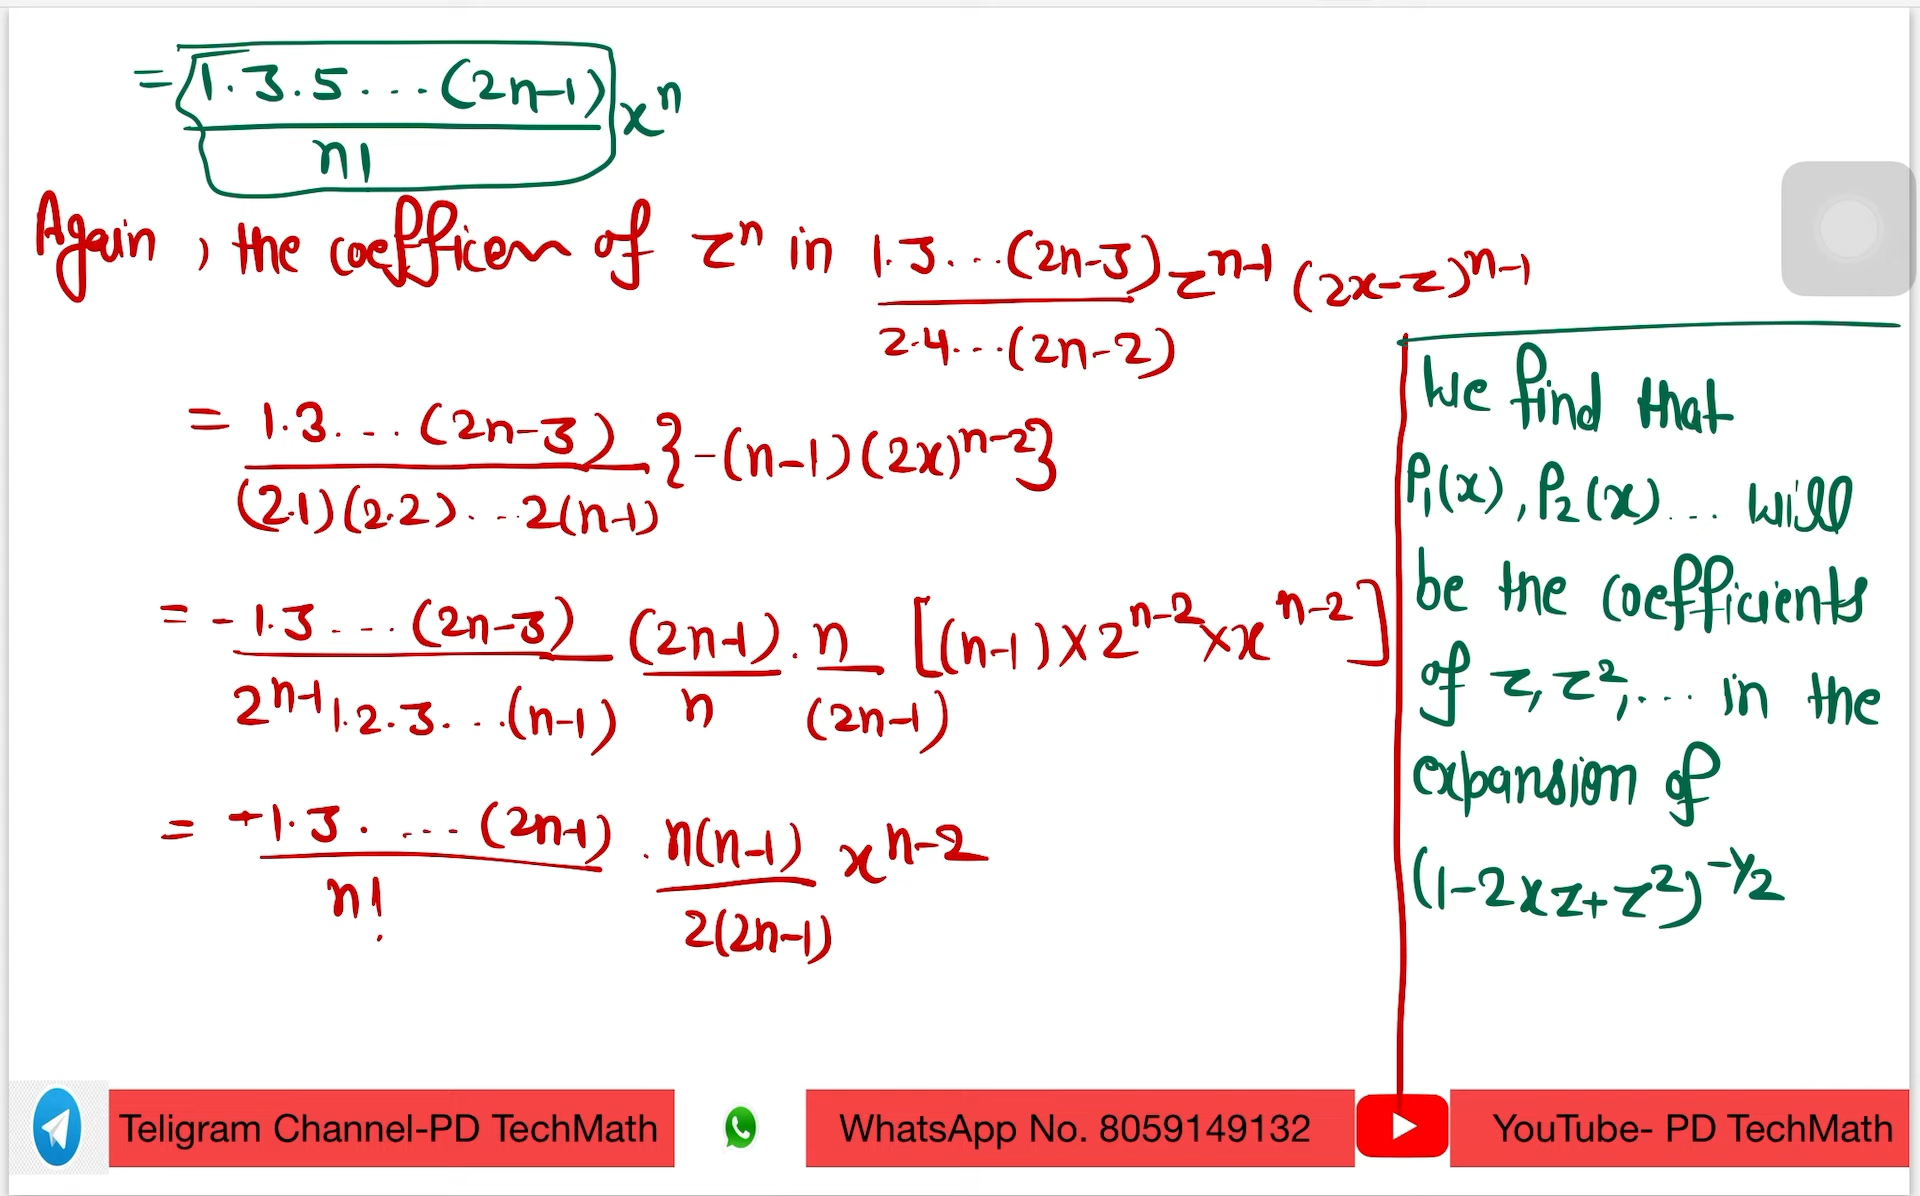 = 1.3.5...(2n-1) / n! x^n
Again, the coefficen of z^n in 1.3...(2n-3) / 2.4...(2n-2) z^n-1 (2x-z)^n-1
= 1.3...(2n-3) / (2.1)(2.2)...2(n-1) {-(n-1)(2x)^n-2}
= -1.3...(2n-3) / 2^n-1 1.2.3...(n-1) (2n-1) / n . n / (2n-1) [(n-1)×2^n-2×x^n-2]
= -1.3....(2n-1) / n! . n(n-1) / 2(2n-1) x^n-2
We find that
P₁(x), P₂(x)... will
be the coefficients
of z, z²,... in the
expansion of
(1-2xz+z²)^-1/2
Teligram Channel-PD TechMath
WhatsApp No. 8059149132
YouTube- PD TechMath